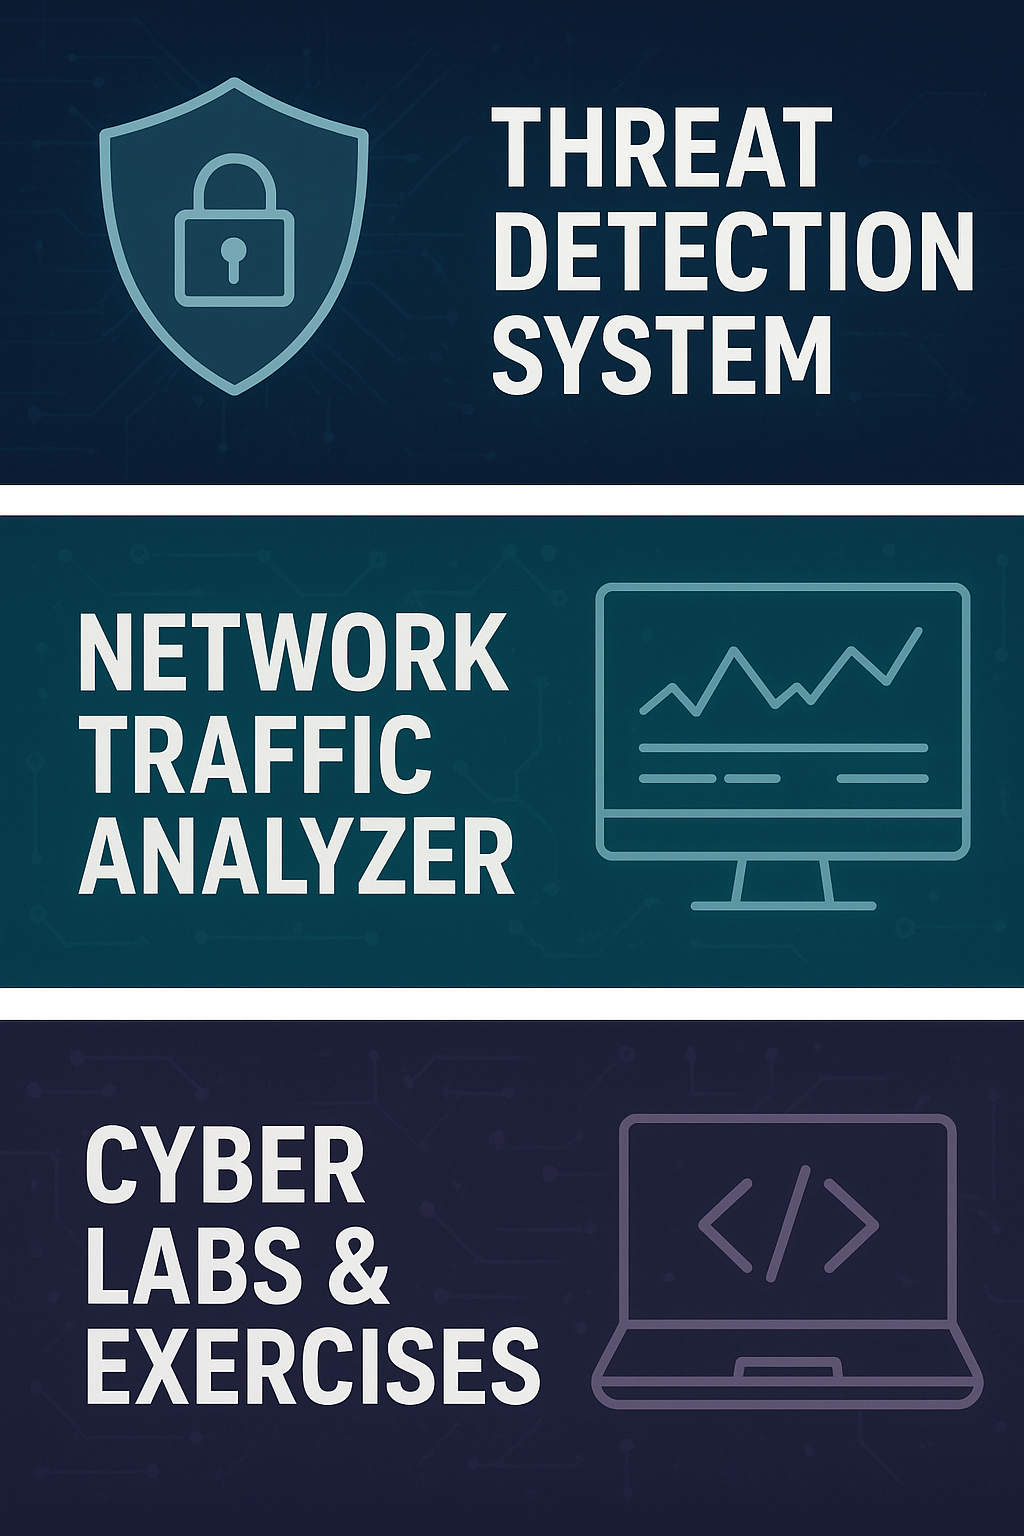 THREAT
DETECTION
SYSTEM
NETWORK
TRAFFIC
ANALYZER
CYBER
LABS &
EXERCISES